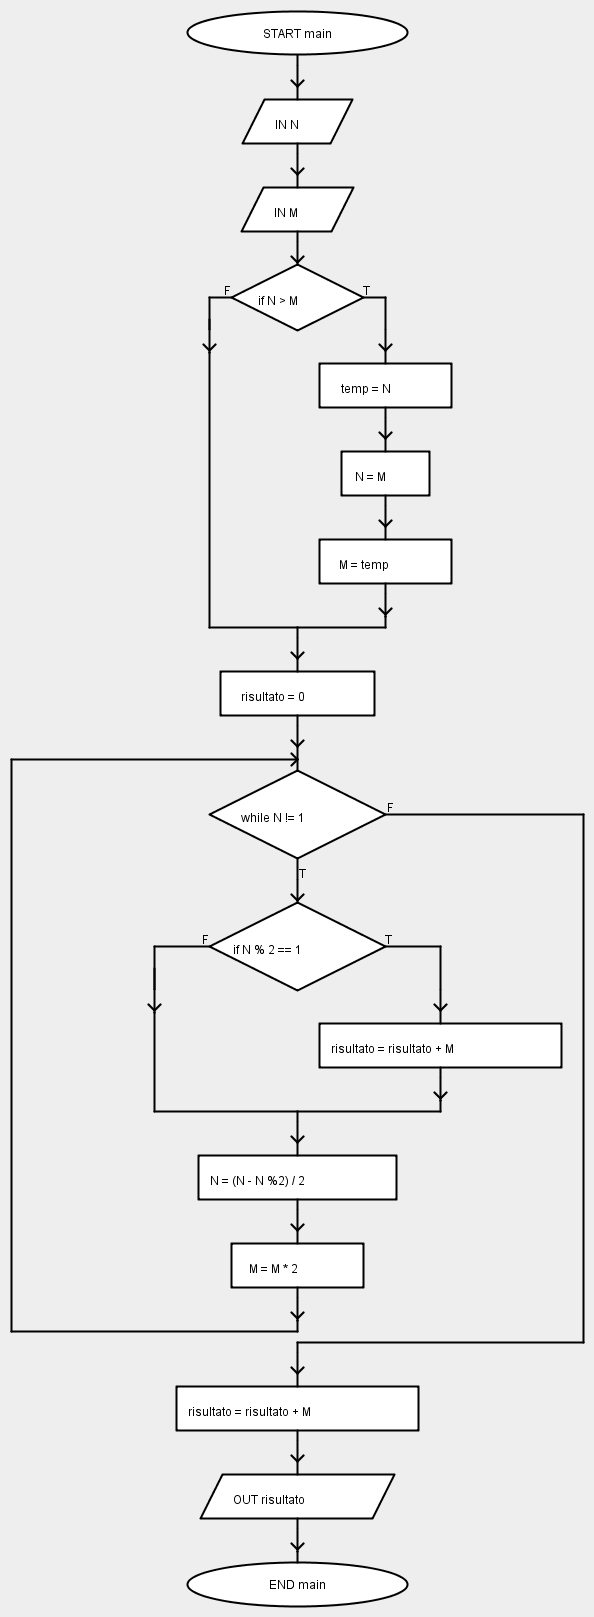 START main
IN N
IN M
if N > M
F
T
temp = N
N = M
M = temp
risultato = 0
while N != 1
F
T
if N % 2 == 1
F
T
risultato = risultato + M
N = (N - N %2) / 2
M = M * 2
risultato = risultato + M
OUT risultato
END main